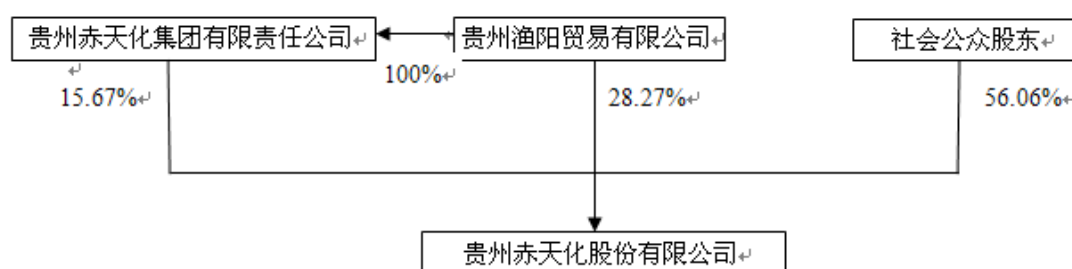 贵州赤天化集团有限责任公司
贵州渔阳贸易有限公司
社会公众股东
100%
15.67%
28.27%
56.06%
贵州赤天化股份有限公司